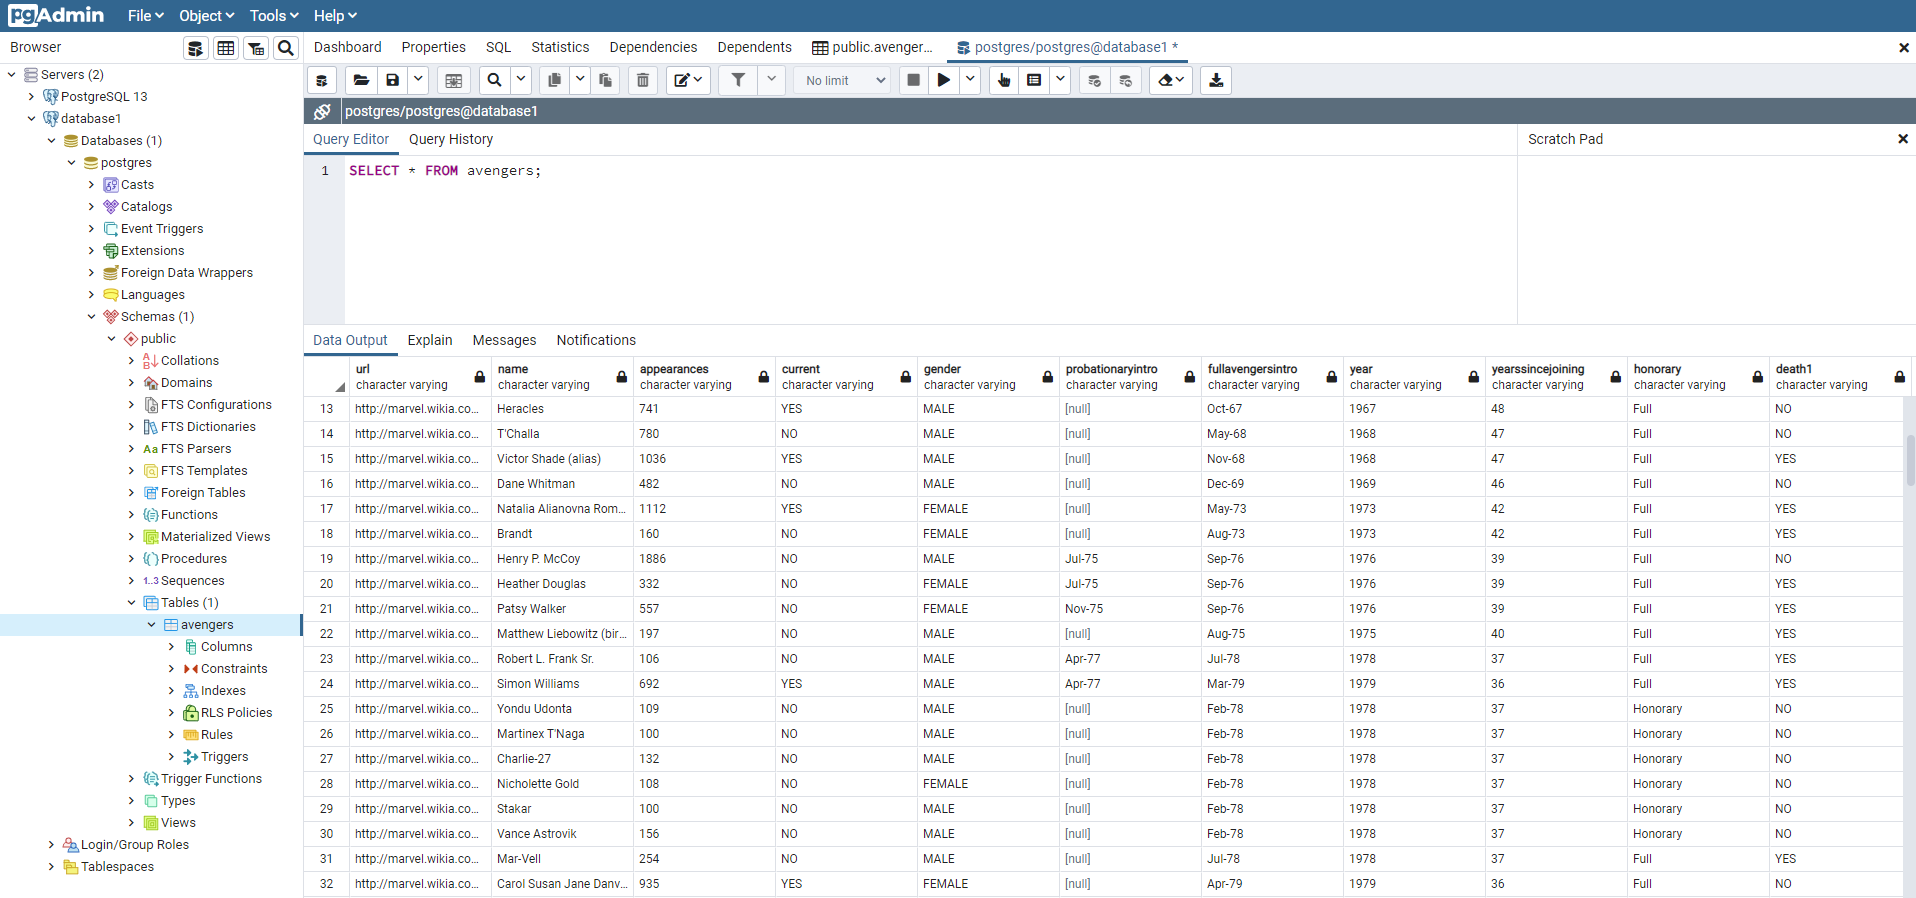 pgAdmin File Object Tools Help
Browser
Dashboard Properties SQL Statistics Dependencies Dependents public.avenger... postgres/postgres@database1 *
No limit
postgres/postgres@database1
Query Editor Query History
Scratch Pad
1 SELECT * FROM avengers;
Servers (2)
PostgreSQL 13
database1
Databases (1)
postgres
Casts
Catalogs
Event Triggers
Extensions
Foreign Data Wrappers
Languages
Schemas (1)
public
Collations
Domains
FTS Configurations
FTS Dictionaries
Aa FTS Parsers
FTS Templates
Foreign Tables
Functions
Materialized Views
Procedures
1..3 Sequences
Tables (1)
avengers
Columns
Constraints
Indexes
RLS Policies
Rules
Triggers
Trigger Functions
Types
Views
Login/Group Roles
Tablespaces
Data Output Explain Messages Notifications
url name appearances current gender probationaryintro fullavengersintro year yearssincejoining honorary death1
character varying character varying character varying character varying character varying character varying character varying character varying character varying character varying character varying
13 http://marvel.wikia.co... Heracles 741 YES MALE [null] Oct-67 1967 48 Full NO
14 http://marvel.wikia.co... T'Challa 780 NO MALE [null] May-68 1968 47 Full NO
15 http://marvel.wikia.co... Victor Shade (alias) 1036 YES MALE [null] Nov-68 1968 47 Full YES
16 http://marvel.wikia.co... Dane Whitman 482 NO MALE [null] Dec-69 1969 46 Full NO
17 http://marvel.wikia.co... Natalia Alianovna Rom... 1112 YES FEMALE [null] May-73 1973 42 Full YES
18 http://marvel.wikia.co... Brandt 160 NO FEMALE [null] Aug-73 1973 42 Full YES
19 http://marvel.wikia.co... Henry P. McCoy 1886 NO MALE Jul-75 Sep-76 1976 39 Full NO
20 http://marvel.wikia.co... Heather Douglas 332 NO FEMALE Jul-75 Sep-76 1976 39 Full YES
21 http://marvel.wikia.co... Patsy Walker 557 NO FEMALE Nov-75 Sep-76 1976 39 Full YES
22 http://marvel.wikia.co... Matthew Liebowitz (bir... 197 NO MALE [null] Aug-75 1975 40 Full YES
23 http://marvel.wikia.co... Robert L. Frank Sr. 106 NO MALE Apr-77 Jul-78 1978 37 Full YES
24 http://marvel.wikia.co... Simon Williams 692 YES MALE Apr-77 Mar-79 1979 36 Full YES
25 http://marvel.wikia.co... Yondu Udonta 109 NO MALE [null] Feb-78 1978 37 Honorary NO
26 http://marvel.wikia.co... Martinex T'Naga 100 NO MALE [null] Feb-78 1978 37 Honorary NO
27 http://marvel.wikia.co... Charlie-27 132 NO MALE [null] Feb-78 1978 37 Honorary NO
28 http://marvel.wikia.co... Nicholette Gold 108 NO FEMALE [null] Feb-78 1978 37 Honorary NO
29 http://marvel.wikia.co... Stakar 100 NO MALE [null] Feb-78 1978 37 Honorary NO
30 http://marvel.wikia.co... Vance Astrovik 156 NO MALE [null] Feb-78 1978 37 Honorary NO
31 http://marvel.wikia.co... Mar-Vell 254 NO MALE [null] Jul-78 1978 37 Full YES
32 http://marvel.wikia.co... Carol Susan Jane Danv... 935 YES FEMALE [null] Apr-79 1979 36 Full NO